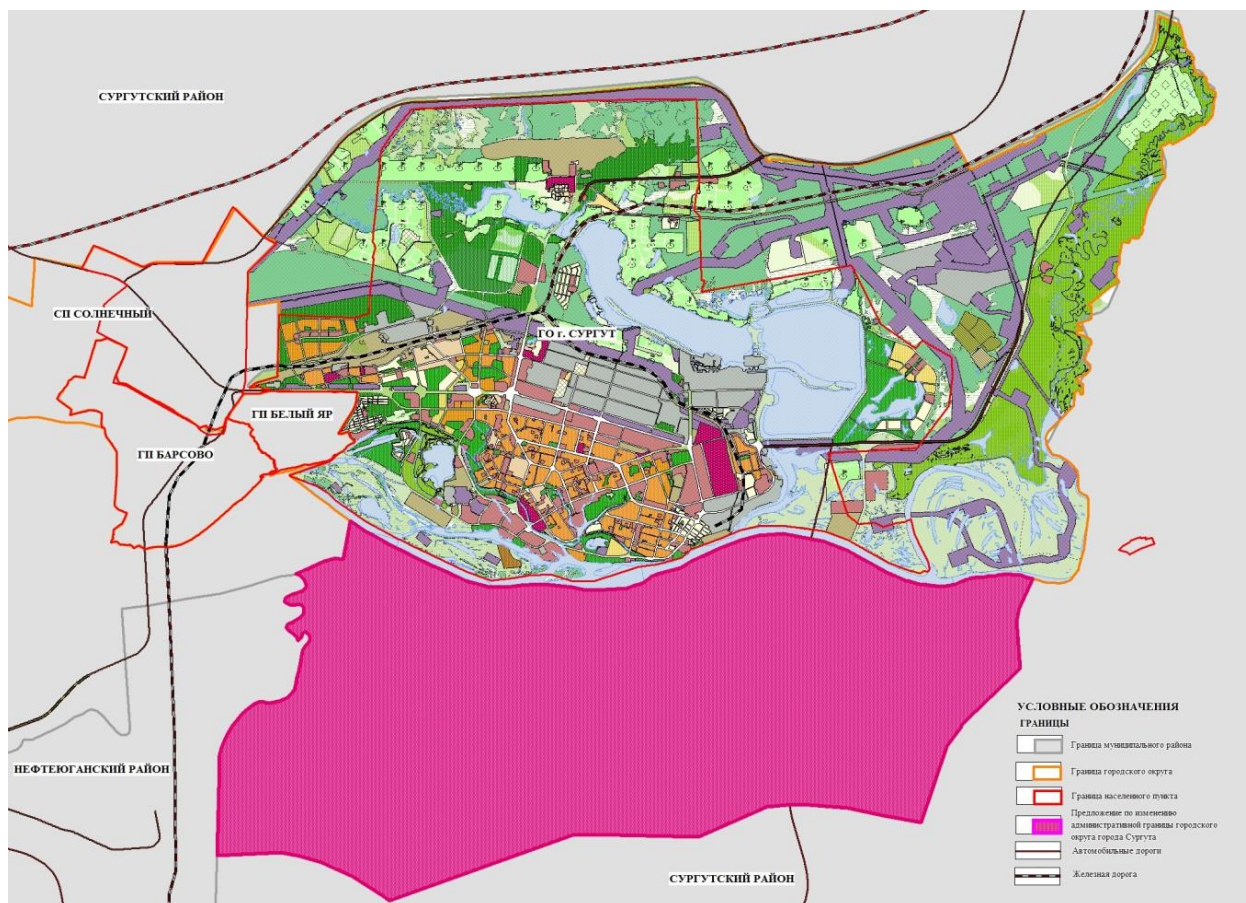 СУРГУТСКИЙ РАЙОН
СП СОЛНЕЧНЫЙ
ГО г. СУРГУТ
ГП БЕЛЫЙ ЯР
ГП БАРСОВО
НЕФТЕЮГАНСКИЙ РАЙОН
СУРГУТСКИЙ РАЙОН
УСЛОВНЫЕ ОБОЗНАЧЕНИЯ
ГРАНИЦЫ
Граница муниципального района
Граница городского округа
Граница населенного пункта
Предложение по изменению
административной границы городского
округа города Сургута
Автомобильные дороги
Железная дорога